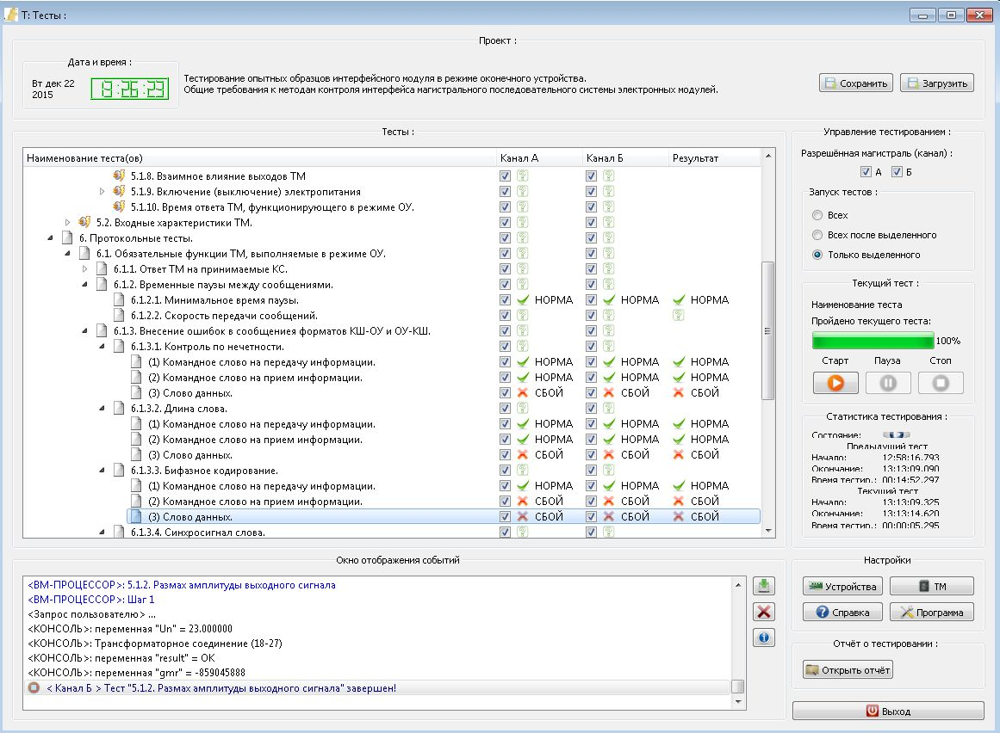 Т: Тесты :
Проект :
Дата и время :
Вт дек 22
2015
13:26:23
Тестирование опытных образцов интерфейсного модуля в режиме оконечного устройства.
Общие требования к методам контроля интерфейса магистрального последовательного системы электронных модулей.
Сохранить
Загрузить
Тесты :
Наименование теста(ов) Канал А Канал Б Результат
5.1.8. Взаимное влияние выходов ТМ
5.1.9. Включение (выключение) электропитания
5.1.10. Время ответа ТМ, функционирующего в режиме ОУ.
5.2. Входные характеристики ТМ.
6. Протокольные тесты.
6.1. Обязательные функции ТМ, выполняемые в режиме ОУ.
6.1.1. Ответ ТМ на принимаемые КС.
6.1.2. Временные паузы между сообщениями.
6.1.2.1. Минимальное время паузы. НОРМА НОРМА НОРМА
6.1.2.2. Скорость передачи сообщений.
6.1.3. Внесение ошибок в сообщениея форматов КШ-ОУ и ОУ-КШ.
6.1.3.1. Контроль по нечетности.
(1) Командное слово на передачу информации. НОРМА НОРМА НОРМА
(2) Командное слово на прием информации. НОРМА НОРМА НОРМА
(3) Слово данных. СБОЙ СБОЙ СБОЙ
6.1.3.2. Длина слова.
(1) Командное слово на передачу информации. НОРМА НОРМА НОРМА
(2) Командное слово на прием информации. НОРМА НОРМА НОРМА
(3) Слово данных. СБОЙ СБОЙ СБОЙ
6.1.3.3. Бифазное кодирование.
(1) Командное слово на передачу информации. НОРМА НОРМА НОРМА
(2) Командное слово на прием информации. СБОЙ СБОЙ СБОЙ
(3) Слово данных. СБОЙ СБОЙ СБОЙ
6.1.3.4. Синхросигнал слова.
Управление тестированием :
Разрешённая магистраль (канал) :
А Б
Запуск тестов :
Всех
Всех после выделенного
Только выделенного
Текущий тест :
Наименование теста
Пройдено текущего теста:
100%
Старт Пауза Стоп
Статистика тестирования :
Состояние:
Предыдущий тест
Начало: 12:58:16.793
Окончание: 13:13:09.090
Время тестир.: 00:14:52.297
Текущий тест
Начало: 13:13:09.325
Окончание: 13:13:14.620
Время тестир.: 00:00:05.295
Окно отображения событий
<ВМ-ПРОЦЕССОР>: 5.1.2. Размах амплитуды выходного сигнала
<ВМ-ПРОЦЕССОР>: Шаг 1
<Запрос пользователю> ...
<КОНСОЛЬ>: переменная "Un" = 23.000000
<КОНСОЛЬ>: Трансформаторное соединение (18-27)
<КОНСОЛЬ>: переменная "result" = OK
<КОНСОЛЬ>: переменная "gmr" = -859045888
< Канал Б > Тест "5.1.2. Размах амплитуды выходного сигнала" завершен!
Настройки
Устройства
ТМ
Справка
Программа
Отчёт о тестировании :
Открыть отчёт
Выход